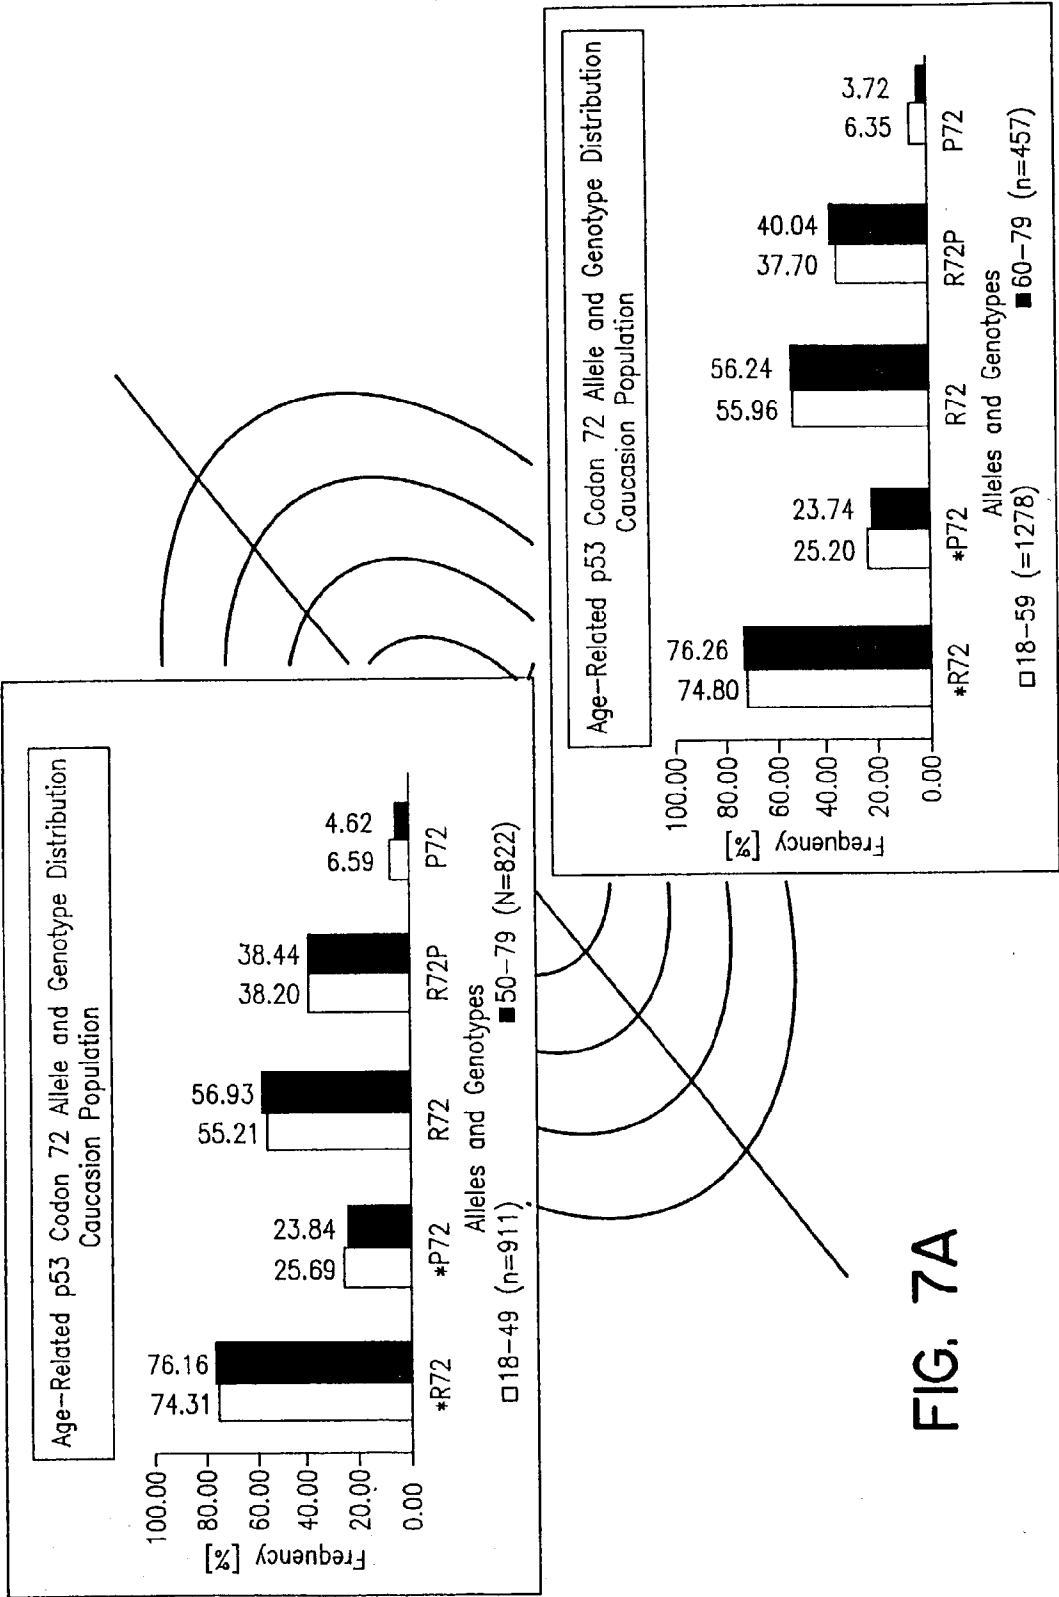 Age-Related p53 Codon 72 Allele and Genotype Distribution
Caucasion Population
Frequency [%]
100.00
80.00
60.00
40.00
20.00
0.00
74.31 76.16
25.69 23.84
55.21 56.93
38.20 38.44
6.59 4.62
*R72 *P72 R72 R72P P72
Alleles and Genotypes
18-49 (n=911) 50-79 (N=822)
Age-Related p53 Codon 72 Allele and Genotype Distribution
Caucasion Population
Frequency [%]
100.00
80.00
60.00
40.00
20.00
0.00
74.80 76.26
25.20 23.74
55.96 56.24
37.70 40.04
6.35 3.72
*R72 *P72 R72 R72P P72
Alleles and Genotypes
18-59 (=1278) 60-79 (n=457)
FIG. 7A